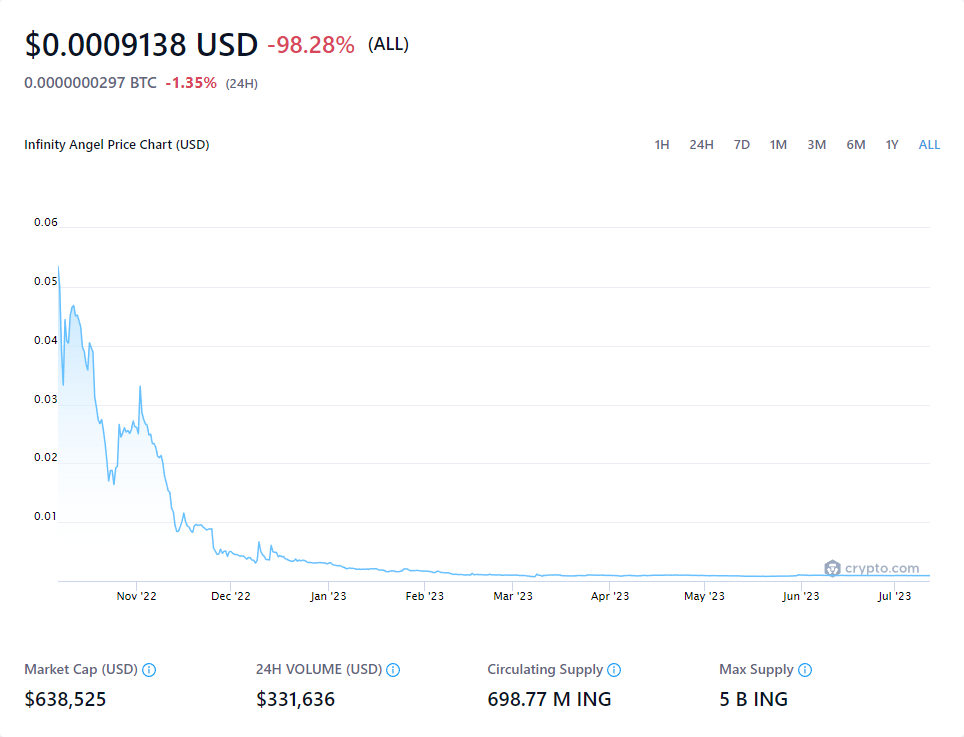 $0.0009138 USD -98.28% (ALL)
0.0000000297 BTC -1.35% (24H)
Infinity Angel Price Chart (USD) 1H 24H 7D 1M 3M 6M 1Y ALL
0.06
0.05
0.04
0.03
0.02
0.01
crypto.com
Nov '22 Dec '22 Jan '23 Feb '23 Mar '23 Apr '23 May '23 Jun '23 Jul '23
Market Cap (USD) 24H VOLUME (USD) Circulating Supply Max Supply
$638,525 $331,636 698.77 M ING 5 B ING